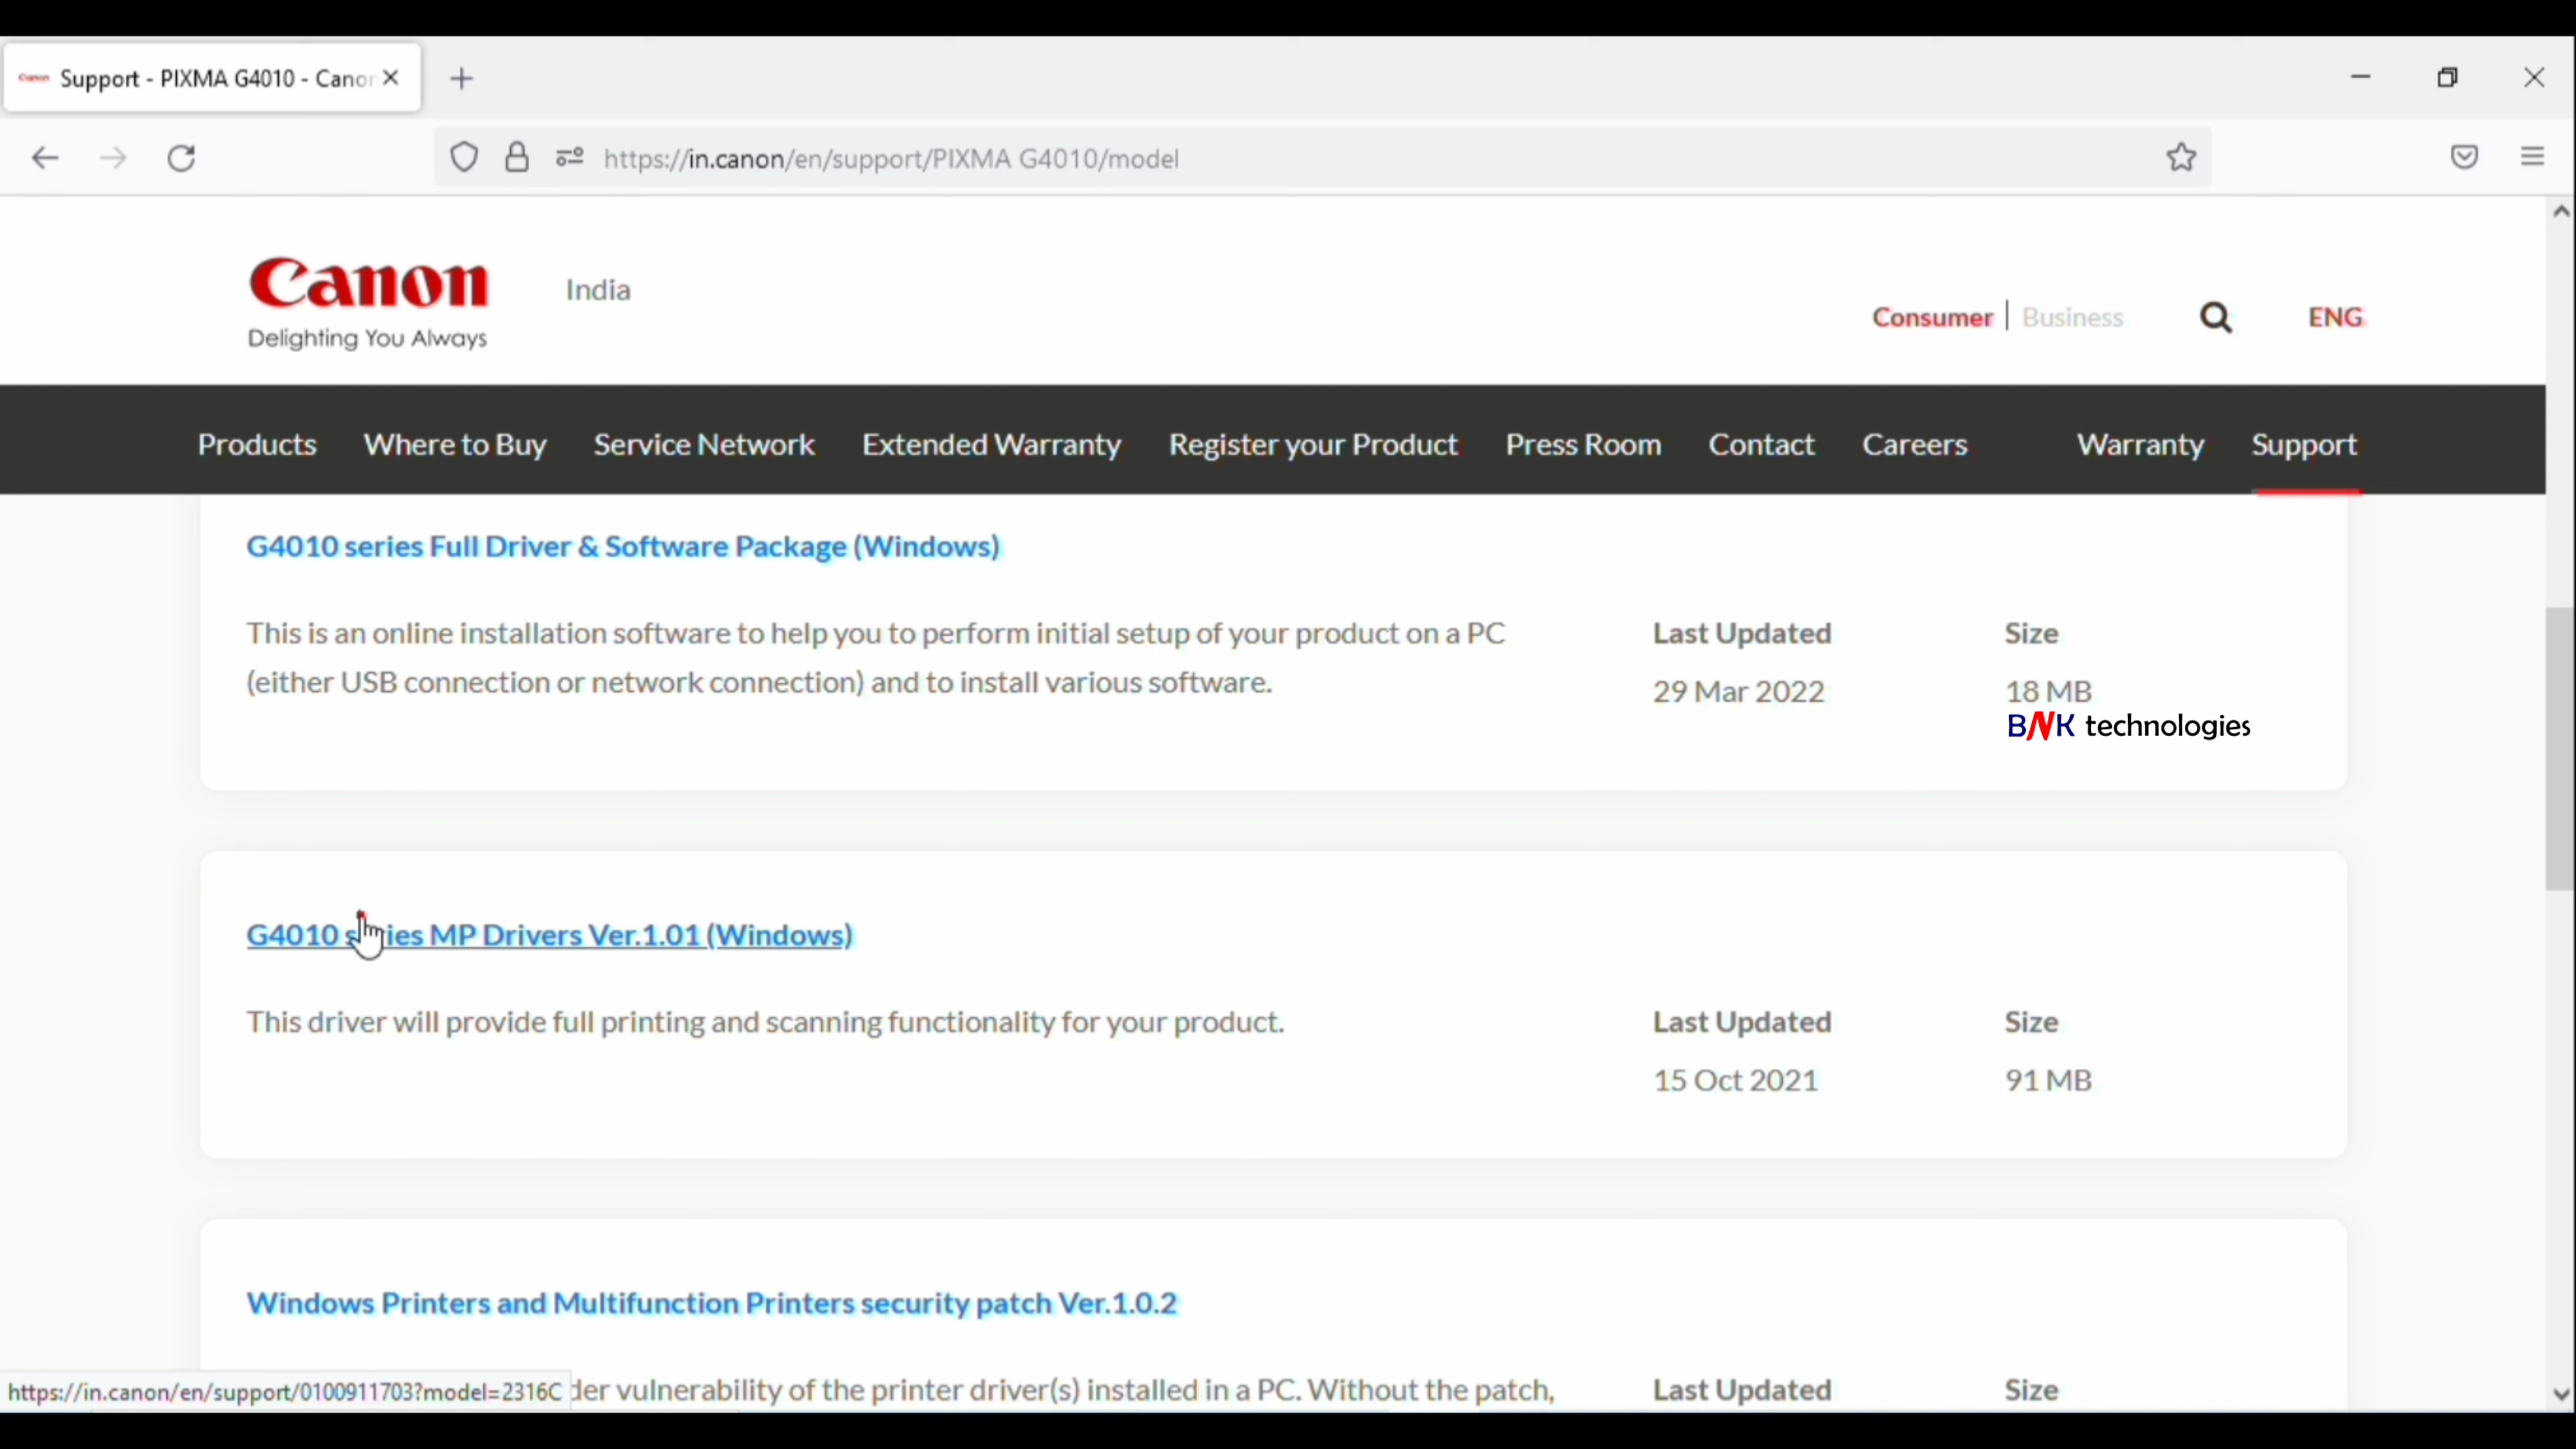 Canon Support - PIXMA G4010 - Canon
https://in.canon/en/support/PIXMA G4010/model
Canon
Delighting You Always
India
Consumer | Business
ENG
Products Where to Buy Service Network Extended Warranty Register your Product Press Room Contact Careers Warranty Support
G4010 series Full Driver & Software Package (Windows)
This is an online installation software to help you to perform initial setup of your product on a PC
(either USB connection or network connection) and to install various software.
Last Updated
29 Mar 2022
Size
18 MB
BNK technologies
G4010 series MP Drivers Ver.1.01 (Windows)
This driver will provide full printing and scanning functionality for your product.
Last Updated
15 Oct 2021
Size
91 MB
Windows Printers and Multifunction Printers security patch Ver.1.0.2
https://in.canon/en/support/0100911703?model=2316C
vulnerability of the printer driver(s) installed in a PC. Without the patch,
Last Updated
Size